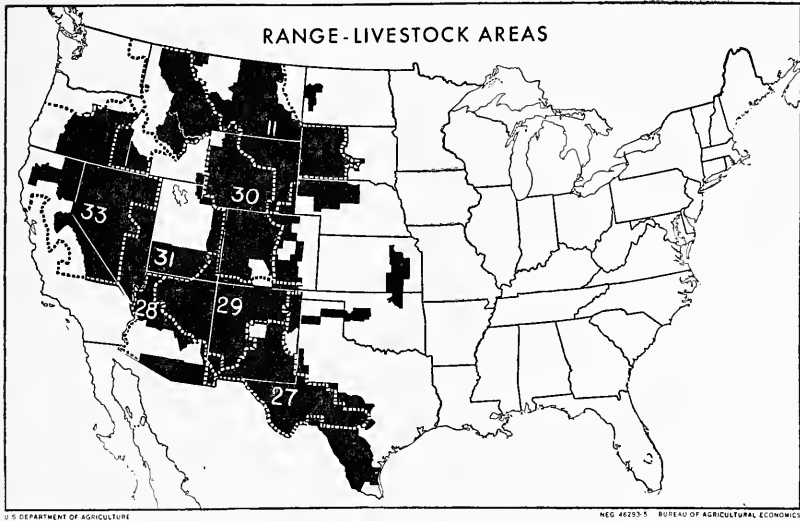 RANGE-LIVESTOCK AREAS
11
30
33
31
28
29
27
U S DEPARTMENT OF AGRICULTURE
NEG 46293-5 BUREAU OF AGRICULTURAL ECONOMICS